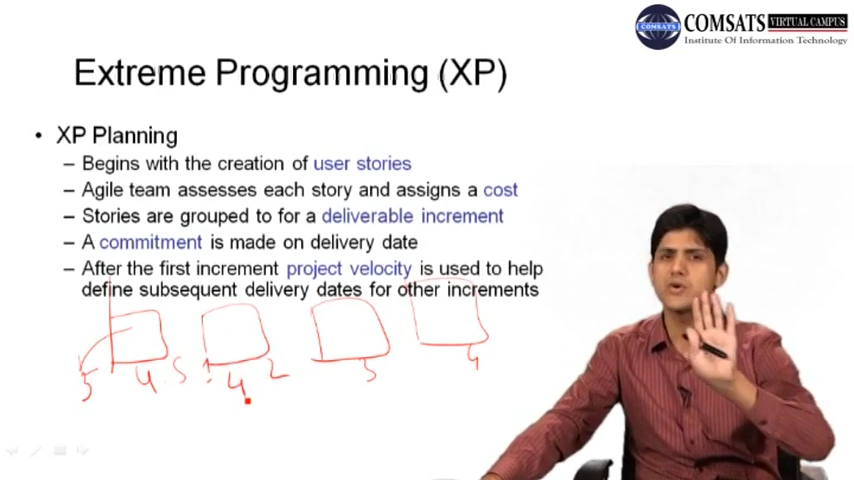 COMSATS VIRTUAL CAMPUS
COMSATS
Institute Of Information Technology
Extreme Programming (XP)
• XP Planning
– Begins with the creation of user stories
– Agile team assesses each story and assigns a cost
– Stories are grouped to for a deliverable increment
– A commitment is made on delivery date
– After the first increment project velocity is used to help
define subsequent delivery dates for other increments
5 4.5 4 2 3 4